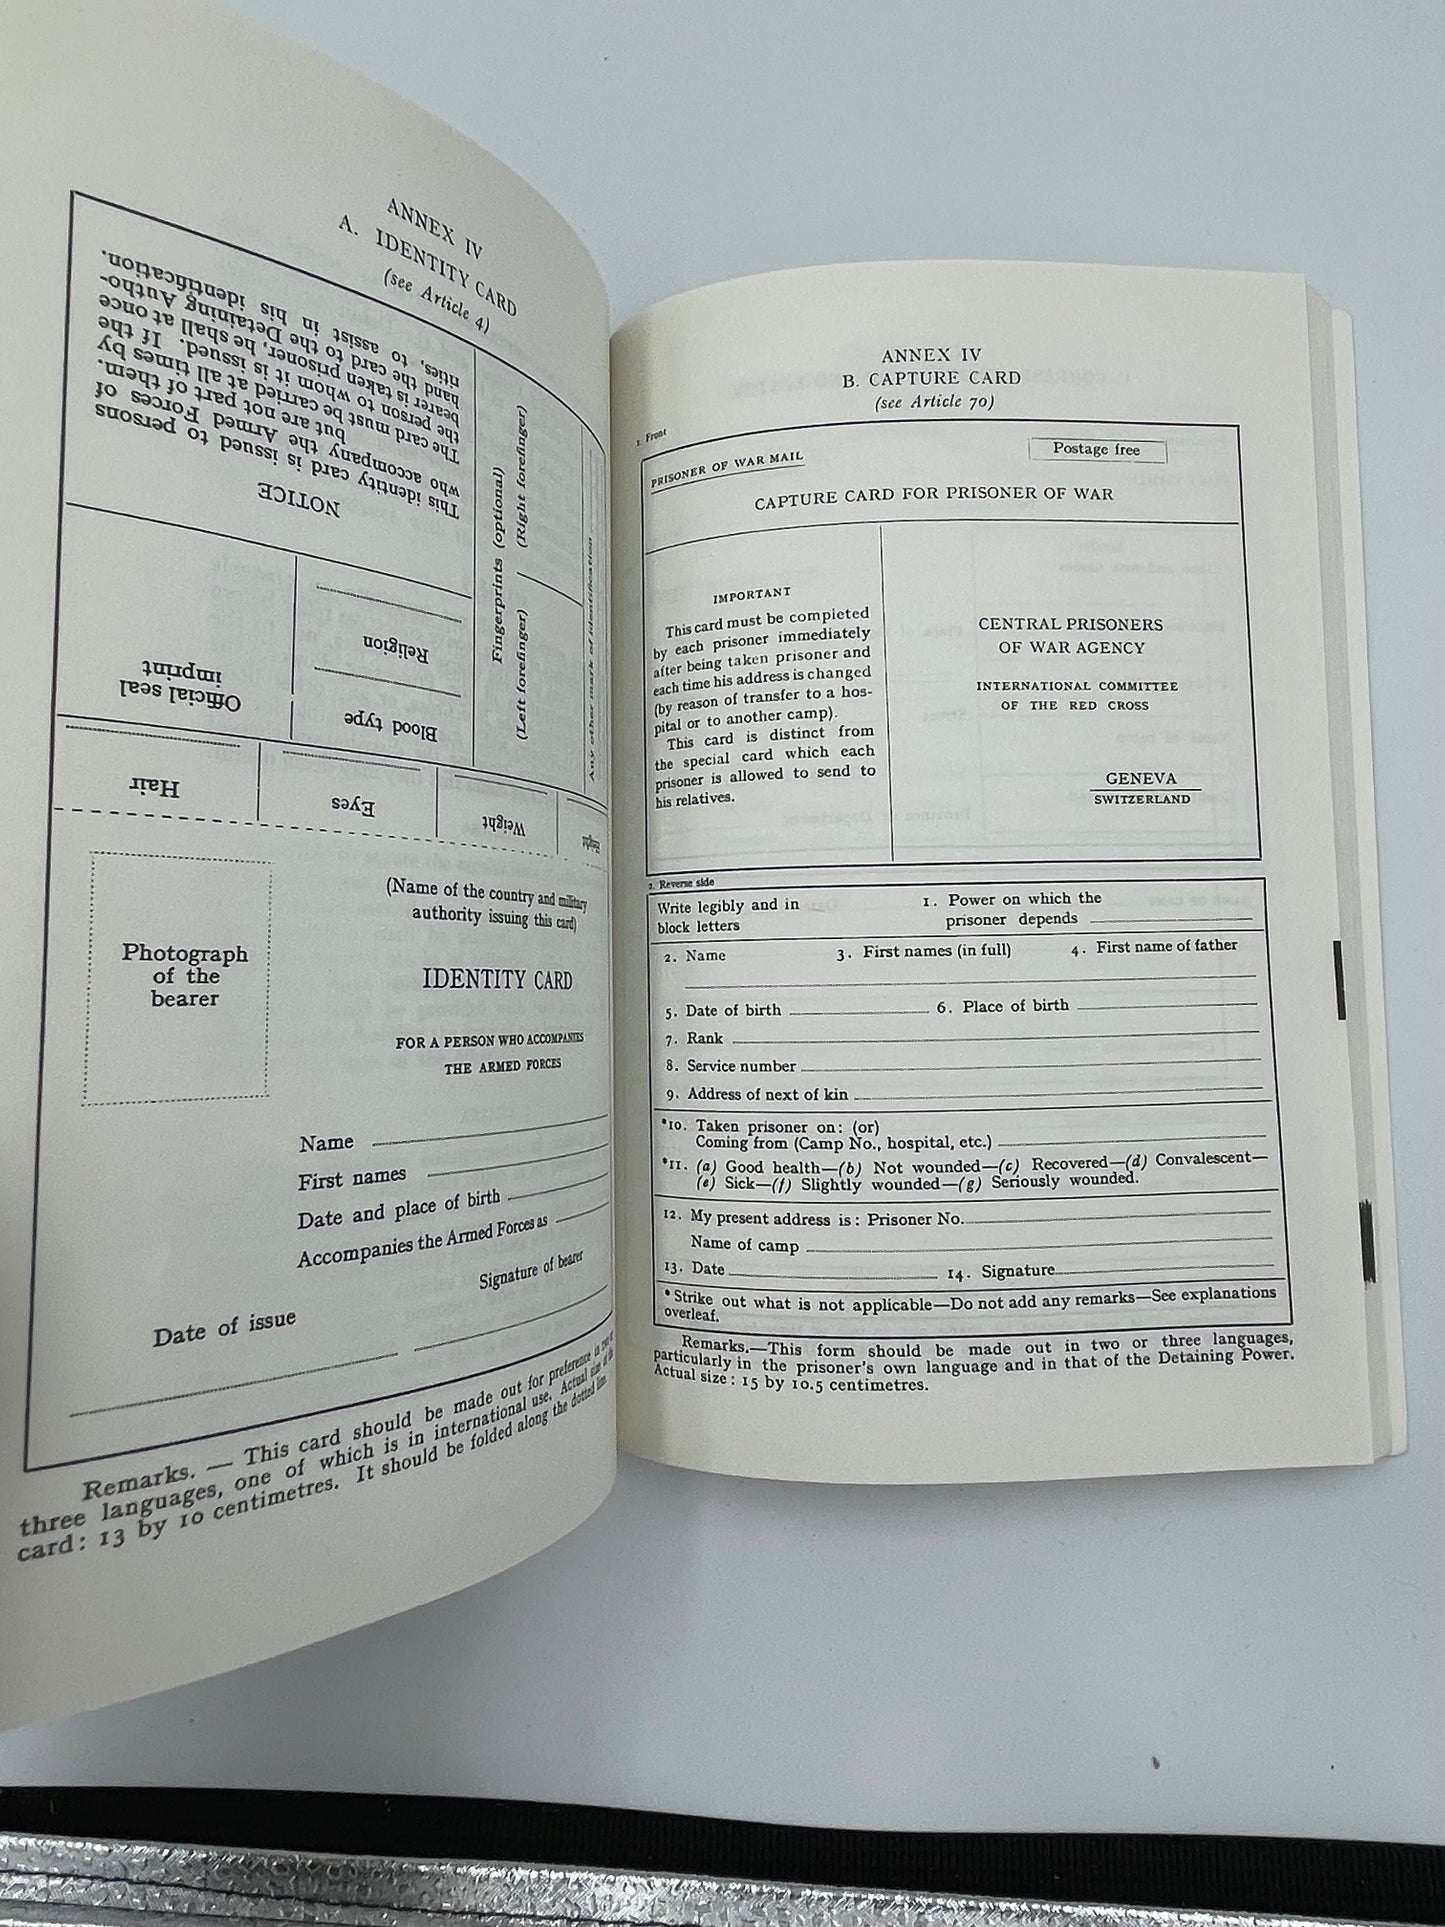 ANNEX IV
A. IDENTITY CARD
(see Article 4)
NOTICE
This identity card is issued to persons
who accompany the Armed Forces of
but are not part of them.
The card must be carried at all times by
the person to whom it is issued. If the
bearer is taken prisoner, he shall at once
hand the card to the Detaining Autho-
rities, to assist in his identification.
Fingerprints (optional)
(Left forefinger)
(Right forefinger)
Any other mark of identification
Official seal
imprint
Blood type
Religion
Hair
Eyes
Weight
Height
Photograph
of the
bearer
(Name of the country and military
authority issuing this card)
IDENTITY CARD
FOR A PERSON WHO ACCOMPANIES
THE ARMED FORCES
Name
First names
Date and place of birth
Accompanies the Armed Forces as
Date of issue
Signature of bearer
Remarks. — This card should be made out for preference in
three languages, one of which is in international use. Actual size of the
card: 13 by 10 centimetres. It should be folded along the dotted line.
ANNEX IV
B. CAPTURE CARD
(see Article 70)
1. Front
PRISONER OF WAR MAIL
Postage free
CAPTURE CARD FOR PRISONER OF WAR
IMPORTANT
This card must be completed
by each prisoner immediately
after being taken prisoner and
each time his address is changed
(by reason of transfer to a hos-
pital or to another camp).
This card is distinct from
the special card which each
prisoner is allowed to send to
his relatives.
CENTRAL PRISONERS
OF WAR AGENCY
INTERNATIONAL COMMITTEE
OF THE RED CROSS
GENEVA
SWITZERLAND
2. Reverse side
Write legibly and in
block letters
1. Power on which the
prisoner depends
2. Name 3. First names (in full) 4. First name of father
5. Date of birth 6. Place of birth
7. Rank
8. Service number
9. Address of next of kin
*10. Taken prisoner on: (or)
Coming from (Camp No., hospital, etc.)
*11. (a) Good health—(b) Not wounded—(c) Recovered—(d) Convalescent—
(e) Sick—(f) Slightly wounded—(g) Seriously wounded.
12. My present address is: Prisoner No.
Name of camp
13. Date 14. Signature
*Strike out what is not applicable—Do not add any remarks—See explanations
overleaf.
Remarks.—This form should be made out in two or three languages,
particularly in the prisoner's own language and in that of the Detaining Power.
Actual size: 15 by 10.5 centimetres.